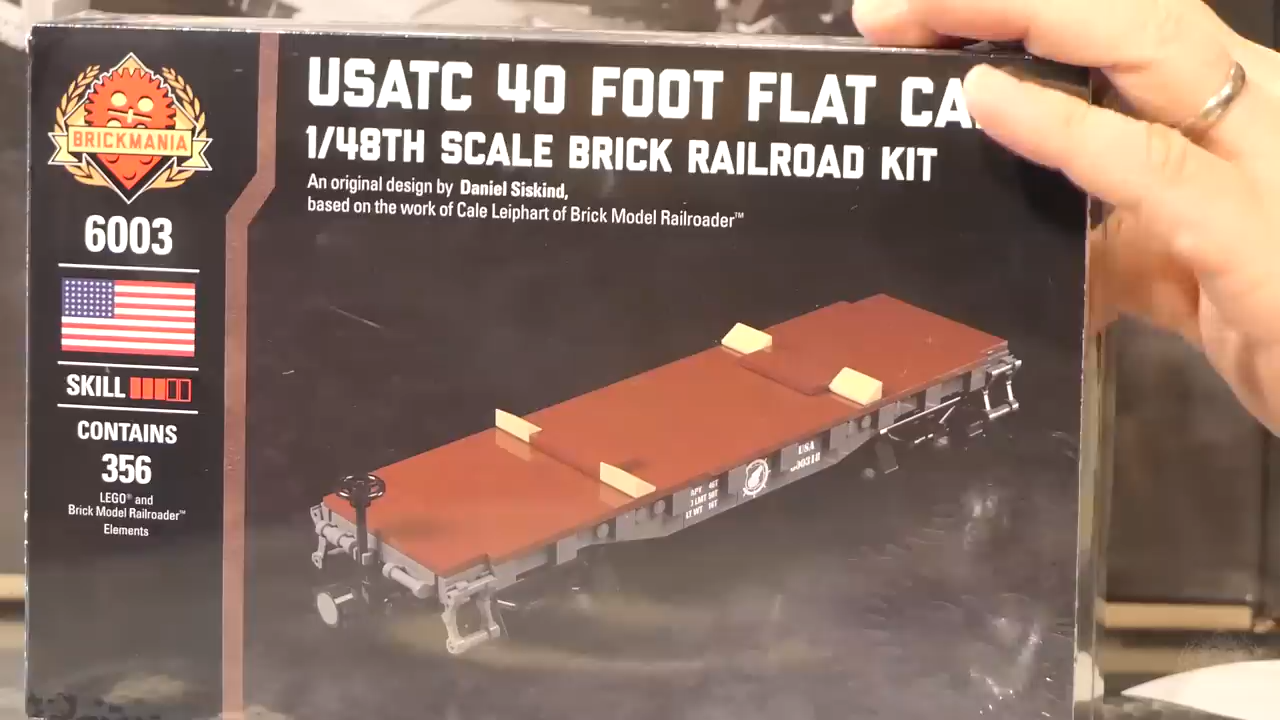 USATC 40 FOOT FLAT CA
1/48TH SCALE BRICK RAILROAD KIT
An original design by Daniel Siskind,
based on the work of Cale Leiphart of Brick Model Railroader™
BRICKMANIA
6003
SKILL
CONTAINS
356
LEGO® and
Brick Model Railroader™
Elements
USA